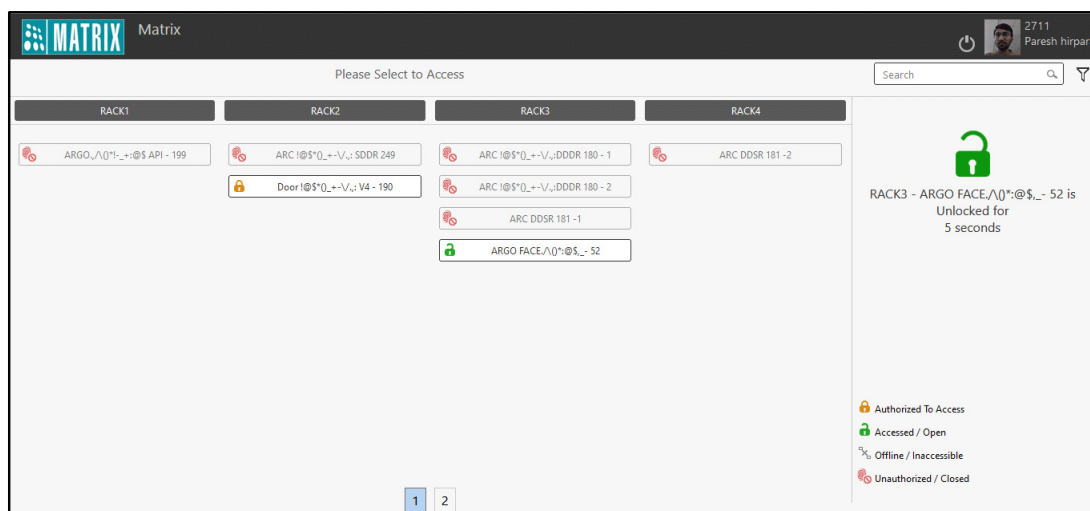 MATRIX
Matrix
2711
Paresh hirpar
Please Select to Access
Search
RACK1
RACK2
RACK3
RACK4
ARGO.,/\()*!-_+:@$ API - 199
ARC !@$*()_+-\/.,: SDDR 249
ARC !@$*()_+-\/.,:DDDR 180 - 1
ARC DDSR 181 -2
Door !@$*()_+-\/.,: V4 - 190
ARC !@$*()_+-\/.,:DDDR 180 - 2
ARC DDSR 181 -1
ARGO FACE./\()*:@$,_- 52
RACK3 - ARGO FACE./\()*:@$,_- 52 is
Unlocked for
5 seconds
Authorized To Access
Accessed / Open
Offline / Inaccessible
Unauthorized / Closed
1 2